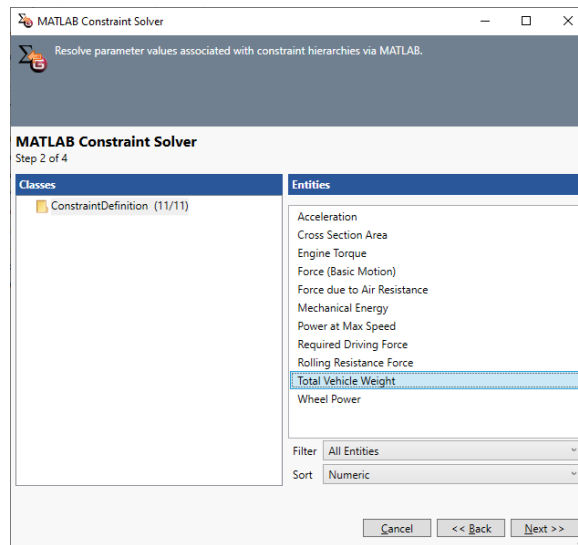 MATLAB Constraint Solver
Resolve parameter values associated with constraint hierarchies via MATLAB.
MATLAB Constraint Solver
Step 2 of 4
Classes
ConstraintDefinition (11/11)
Entities
Acceleration
Cross Section Area
Engine Torque
Force (Basic Motion)
Force due to Air Resistance
Mechanical Energy
Power at Max Speed
Required Driving Force
Rolling Resistance Force
Total Vehicle Weight
Wheel Power
Filter All Entities
Sort Numeric
Cancel << Back Next >>